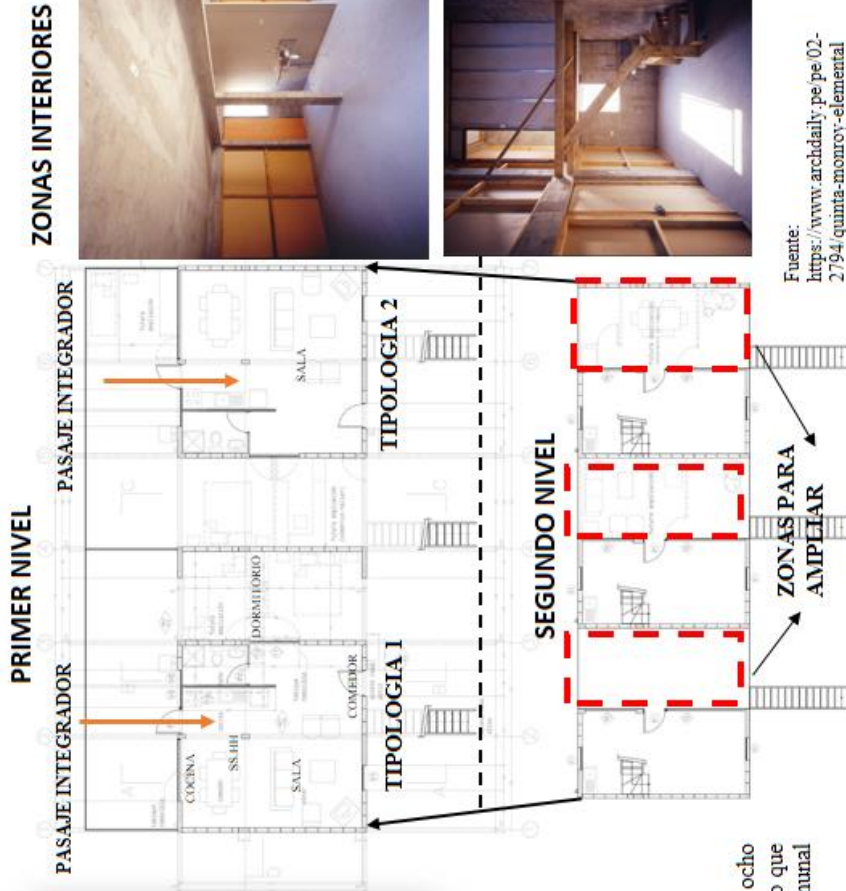 PRIMER NIVEL
PASAJE INTEGRADOR
PASAJE INTEGRADOR
COCINA
SS.HH
SALA
COMEDOR
DORMITORIO
SALA
TIPOLOGIA 1
TIPOLOGIA 2
ZONAS INTERIORES
SEGUNDO NIVEL
ZONAS PARA
AMPLIAR
Fuente:
https://www.archdaily.pe/pe/02-
2794/quinta-monroy-elemental
ocho
o que
nunal